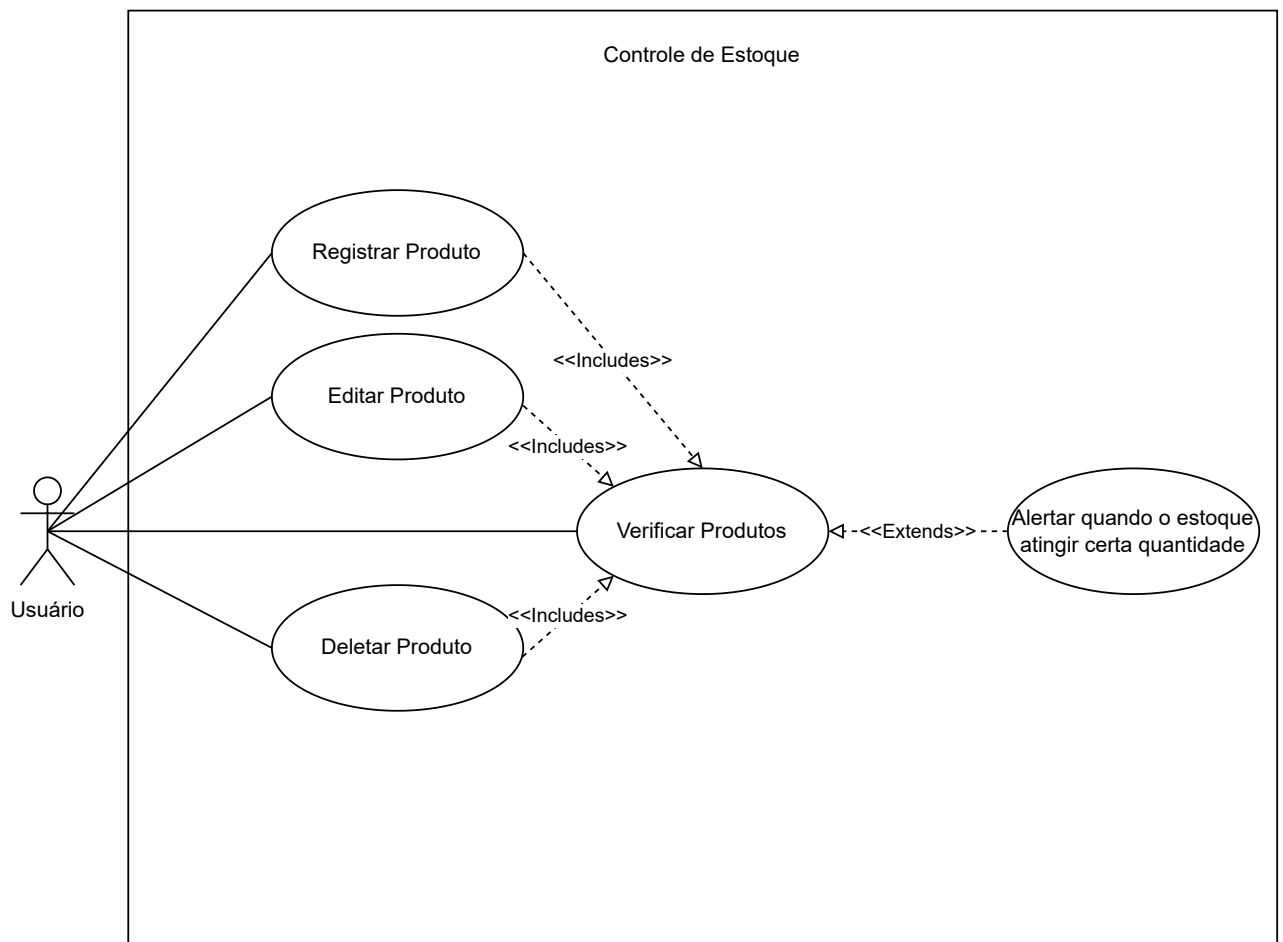 Controle de Estoque
Registrar Produto
<<Includes>>
Editar Produto
<<Includes>>
Verificar Produtos
<<Extends>>
Alertar quando o estoque
atingir certa quantidade
Usuário
<<Includes>>
Deletar Produto